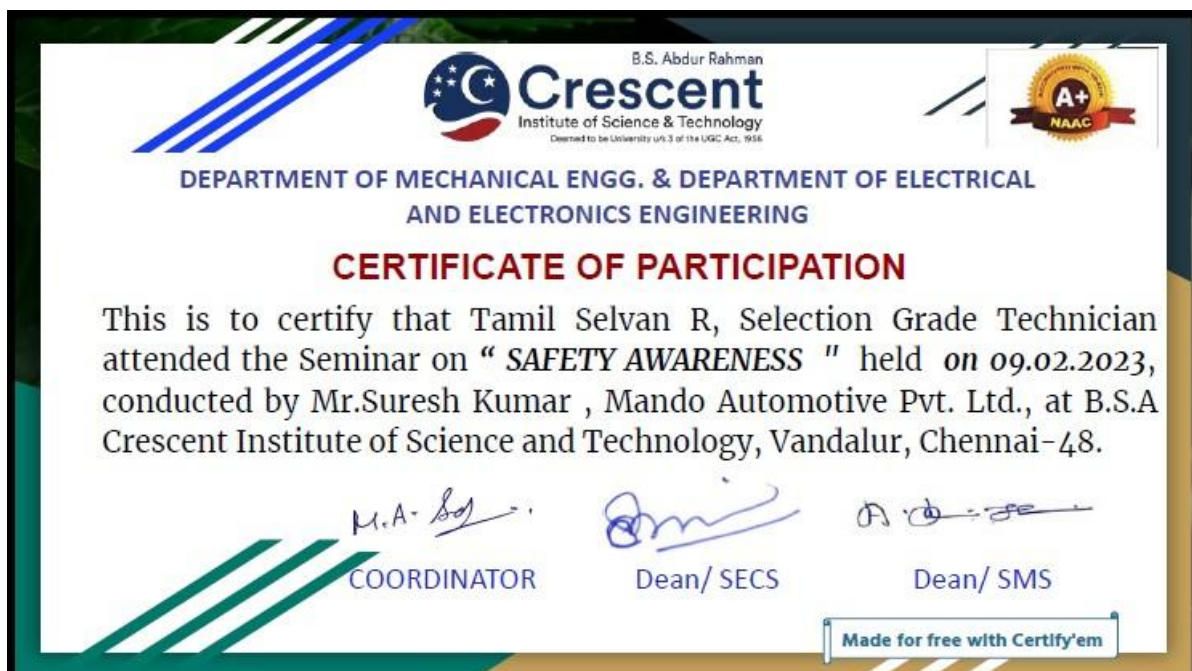 B.S. Abdur Rahman
Crescent
Institute of Science & Technology
Deemed to be University u/s 3 of the UGC Act, 1956
A+
NAAC
DEPARTMENT OF MECHANICAL ENGG. & DEPARTMENT OF ELECTRICAL
AND ELECTRONICS ENGINEERING
CERTIFICATE OF PARTICIPATION
This is to certify that Tamil Selvan R, Selection Grade Technician
attended the Seminar on “ SAFETY AWARENESS " held on 09.02.2023,
conducted by Mr.Suresh Kumar , Mando Automotive Pvt. Ltd., at B.S.A
Crescent Institute of Science and Technology, Vandalur, Chennai-48.
M.A.
COORDINATOR Dean/ SECS Dean/ SMS
Made for free with Certify'em